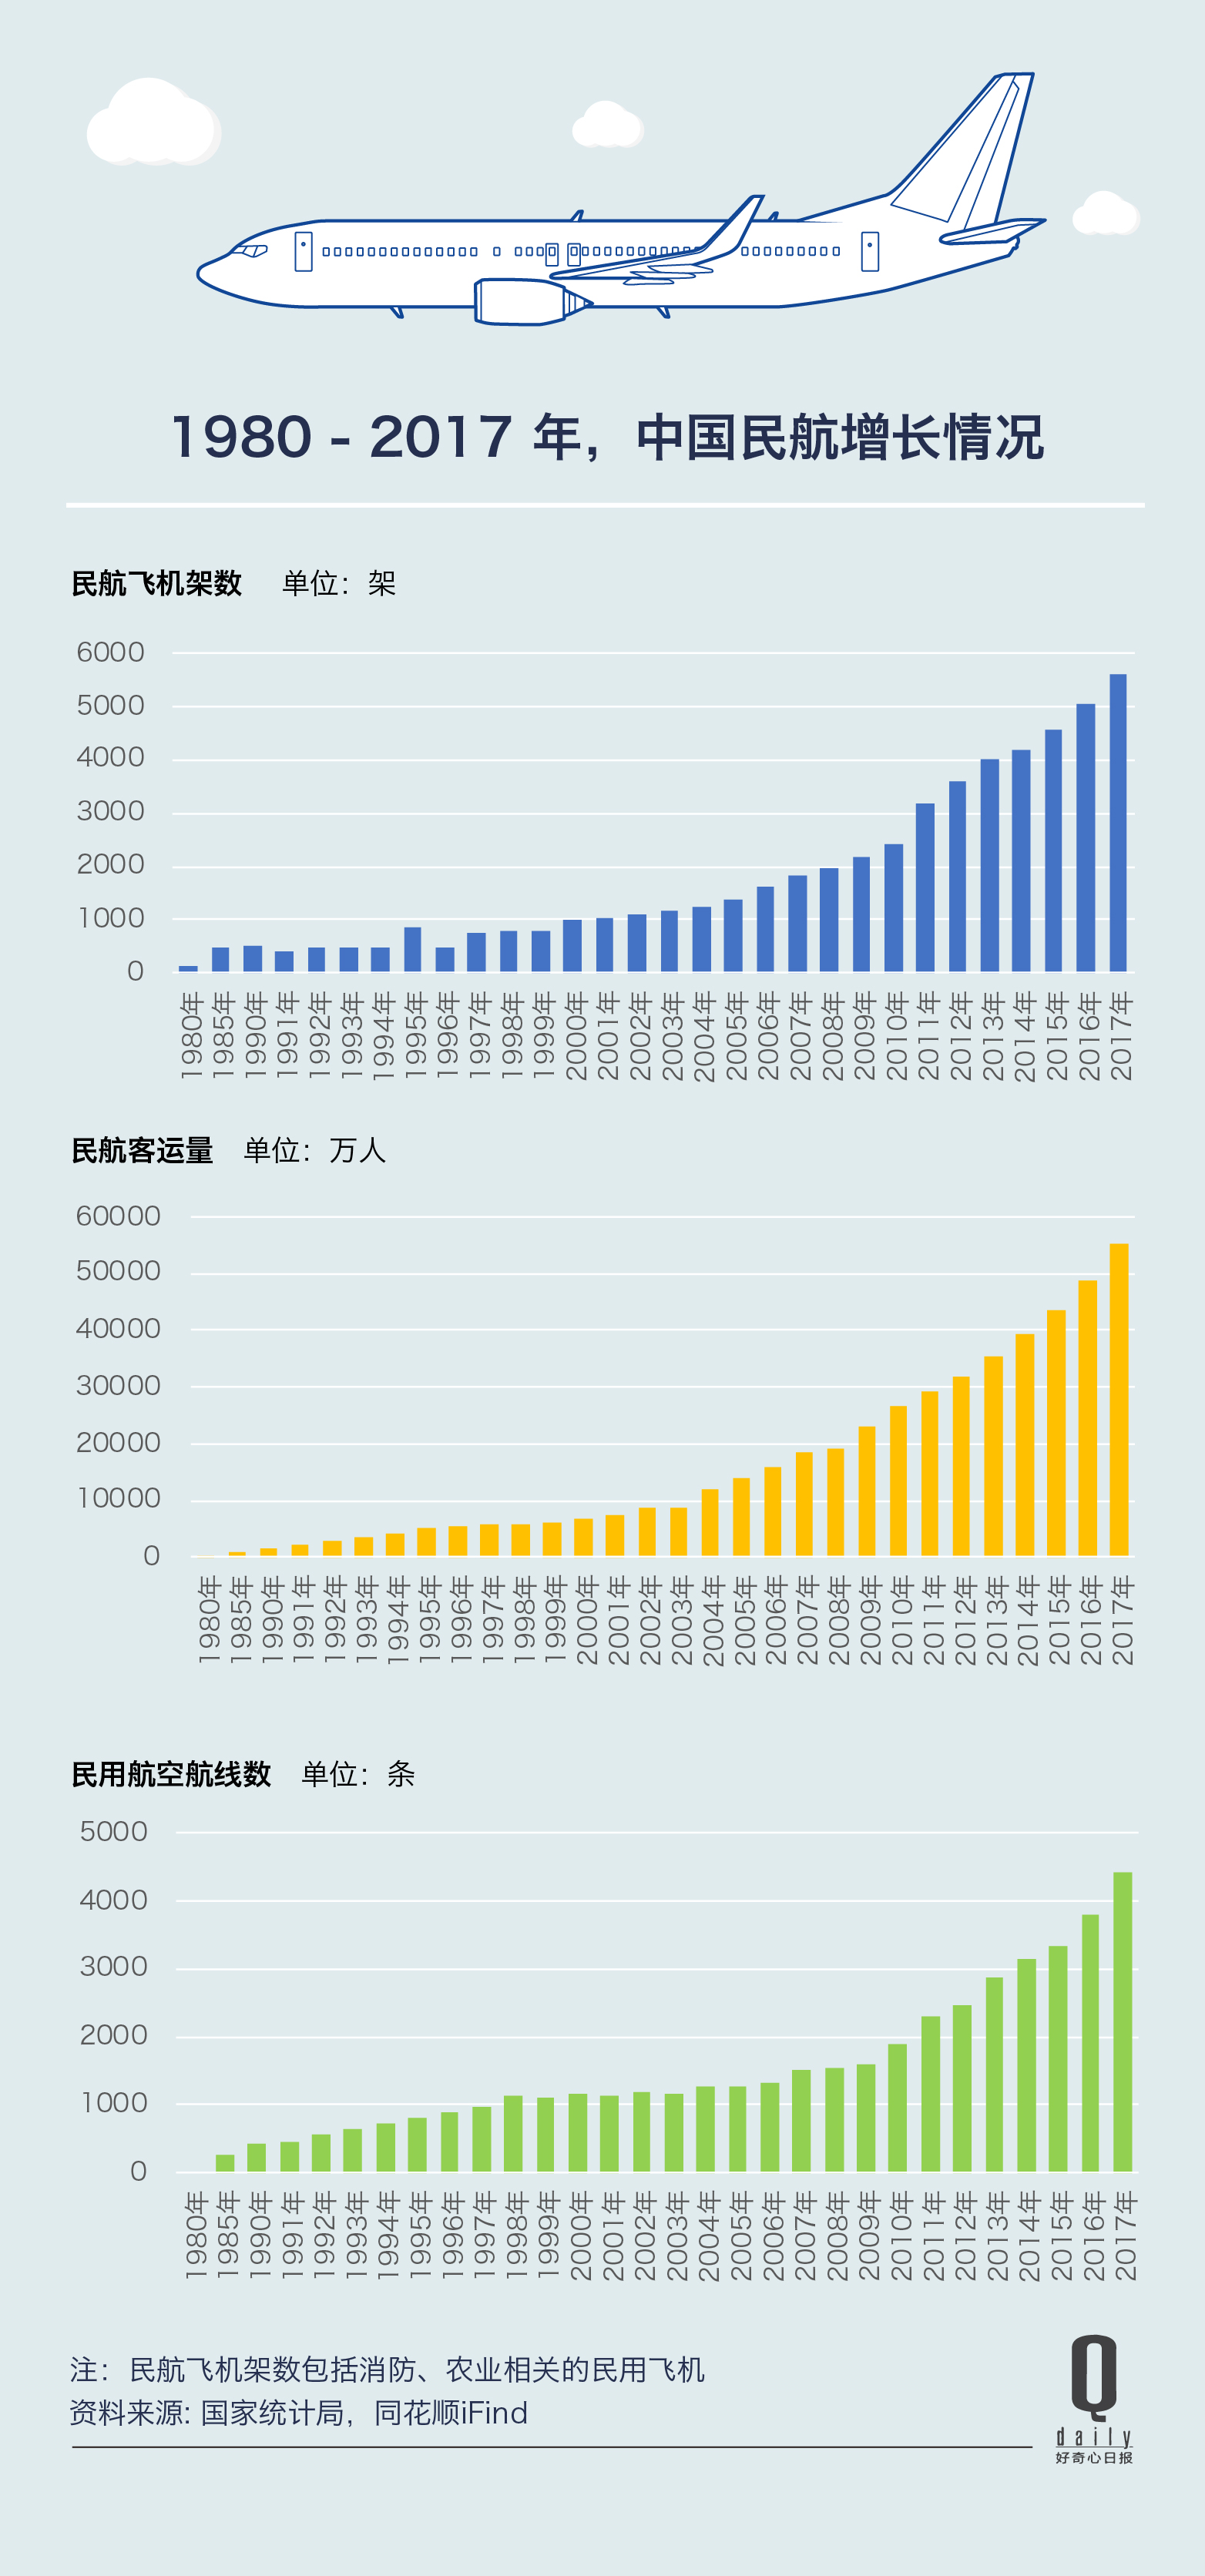 1980 - 2017 年，中国民航增长情况
民航飞机架数 单位：架
6000
5000
4000
3000
2000
1000
0
1980年 1985年 1990年 1991年 1992年 1993年 1994年 1995年 1996年 1997年 1998年 1999年 2000年 2001年 2002年 2003年 2004年 2005年 2006年 2007年 2008年 2009年 2010年 2011年 2012年 2013年 2014年 2015年 2016年 2017年
民航客运量 单位：万人
60000
50000
40000
30000
20000
10000
0
1980年 1985年 1990年 1991年 1992年 1993年 1994年 1995年 1996年 1997年 1998年 1999年 2000年 2001年 2002年 2003年 2004年 2005年 2006年 2007年 2008年 2009年 2010年 2011年 2012年 2013年 2014年 2015年 2016年 2017年
民用航空航线数 单位：条
5000
4000
3000
2000
1000
0
1980年 1985年 1990年 1991年 1992年 1993年 1994年 1995年 1996年 1997年 1998年 1999年 2000年 2001年 2002年 2003年 2004年 2005年 2006年 2007年 2008年 2009年 2010年 2011年 2012年 2013年 2014年 2015年 2016年 2017年
注：民航飞机架数包括消防、农业相关的民用飞机
资料来源: 国家统计局，同花顺iFind
Q
daily
好奇心日报